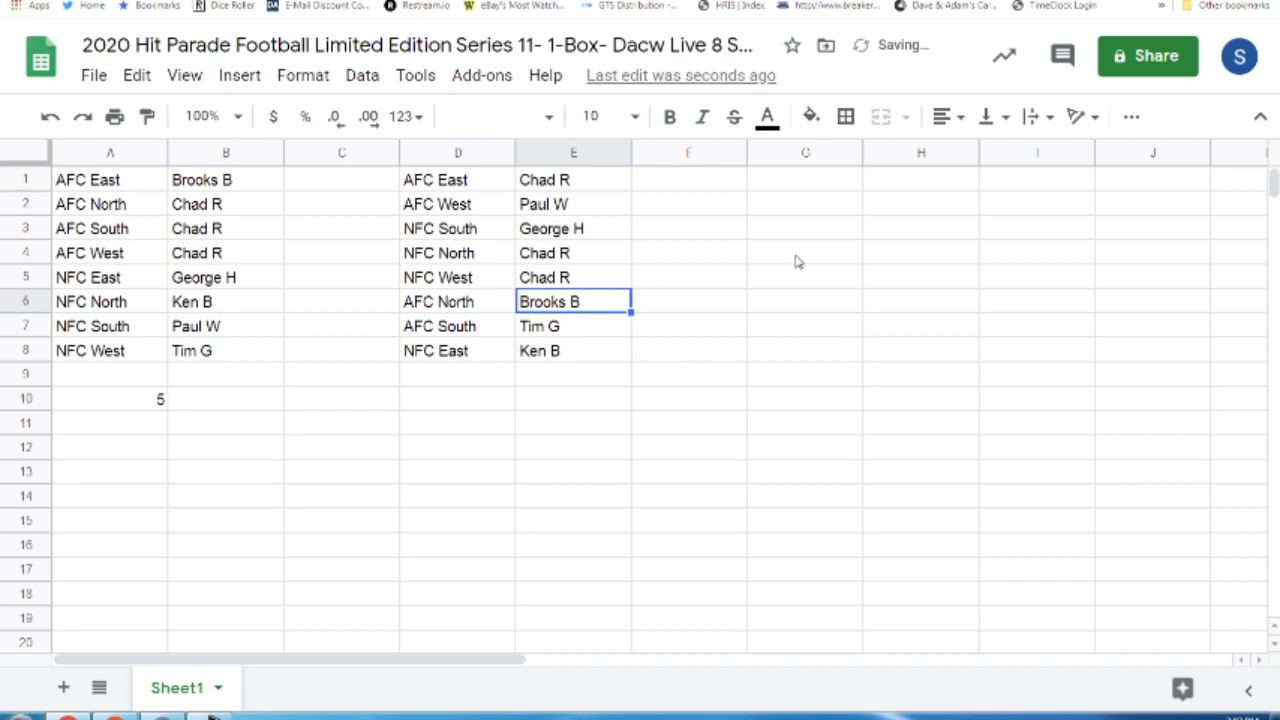 Apps Twitter Home Bookmarks Dice Roller E-Mail Discount Co... Restream.io eBay's Most Watch... GTS Distribution -... HRIS | Index http://www.breaker... Dave & Adam's Car... TimeClock Login » Other bookmarks
2020 Hit Parade Football Limited Edition Series 11- 1-Box- Dacw Live 8 S... Saving... Share S
File Edit View Insert Format Data Tools Add-ons Help Last edit was seconds ago
100% $ % .0 .00 123 10 B I S A
A B C D E F G H I J
1 AFC East Brooks B AFC East Chad R
2 AFC North Chad R AFC West Paul W
3 AFC South Chad R NFC South George H
4 AFC West Chad R NFC North Chad R
5 NFC East George H NFC West Chad R
6 NFC North Ken B AFC North Brooks B
7 NFC South Paul W AFC South Tim G
8 NFC West Tim G NFC East Ken B
9
10 5
11
12
13
14
15
16
17
18
19
20
Sheet1